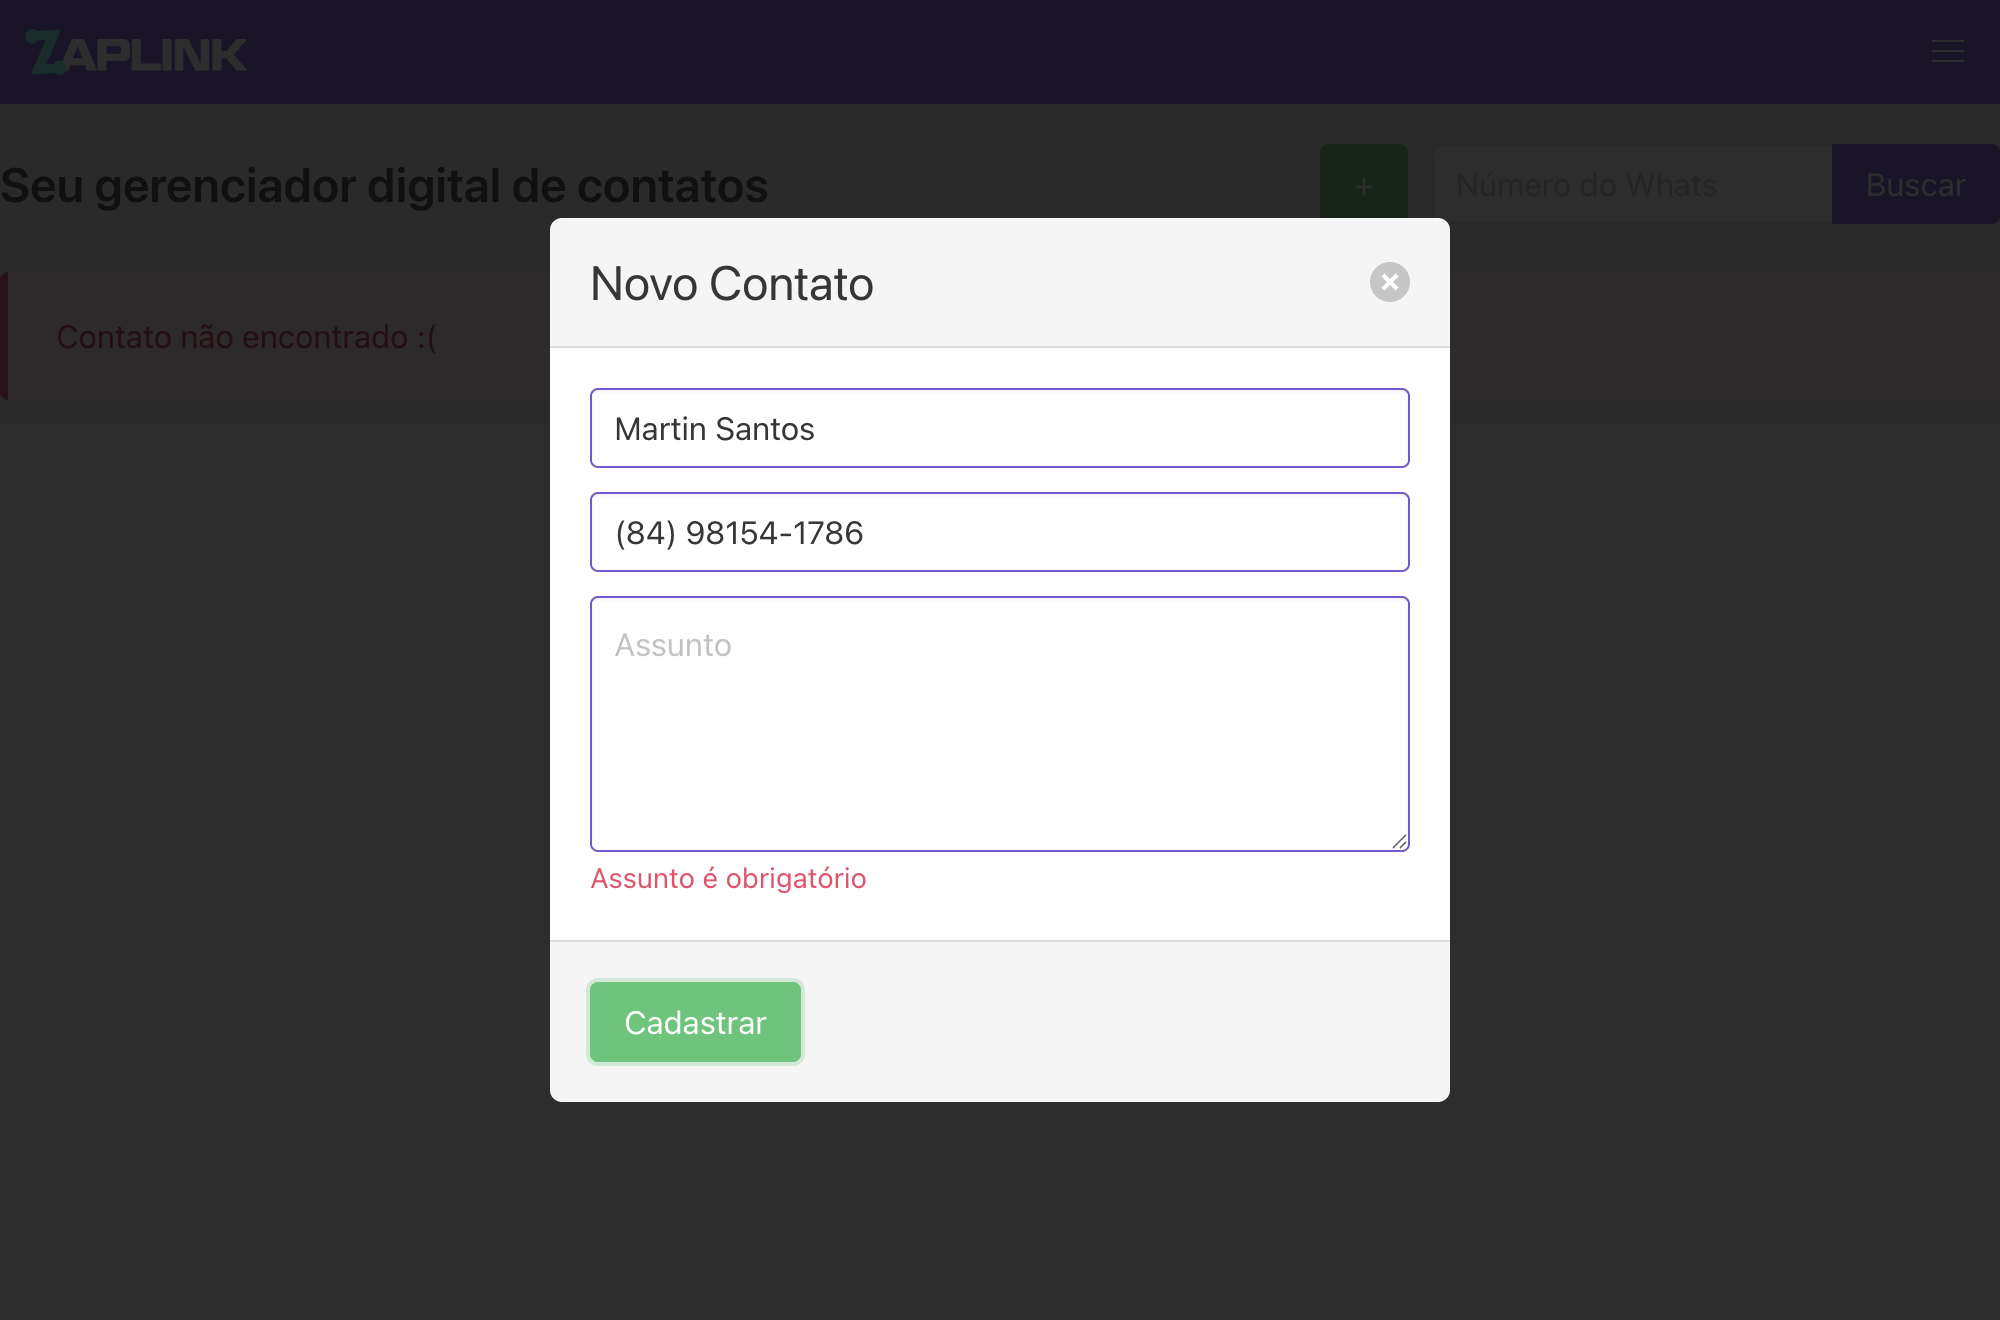 ZAPLINK
Seu gerenciador digital de contatos
+
Número do Whats
Buscar
Contato não encontrado :(
Novo Contato
Martin Santos
(84) 98154-1786
Assunto
Assunto é obrigatório
Cadastrar